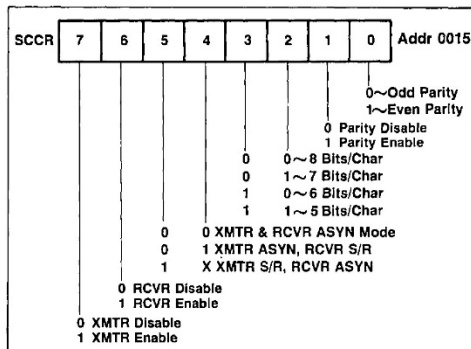 SCCR 7 6 5 4 3 2 1 0 Addr 0015
0~Odd Parity
1~Even Parity
0 Parity Disable
1 Parity Enable
0 0~8 Bits/Char
0 1~7 Bits/Char
1 0~6 Bits/Char
1 1~5 Bits/Char
0 0 XMTR & RCVR ASYN Mode
0 1 XMTR ASYN, RCVR S/R
1 X XMTR S/R, RCVR ASYN
0 RCVR Disable
1 RCVR Enable
0 XMTR Disable
1 XMTR Enable